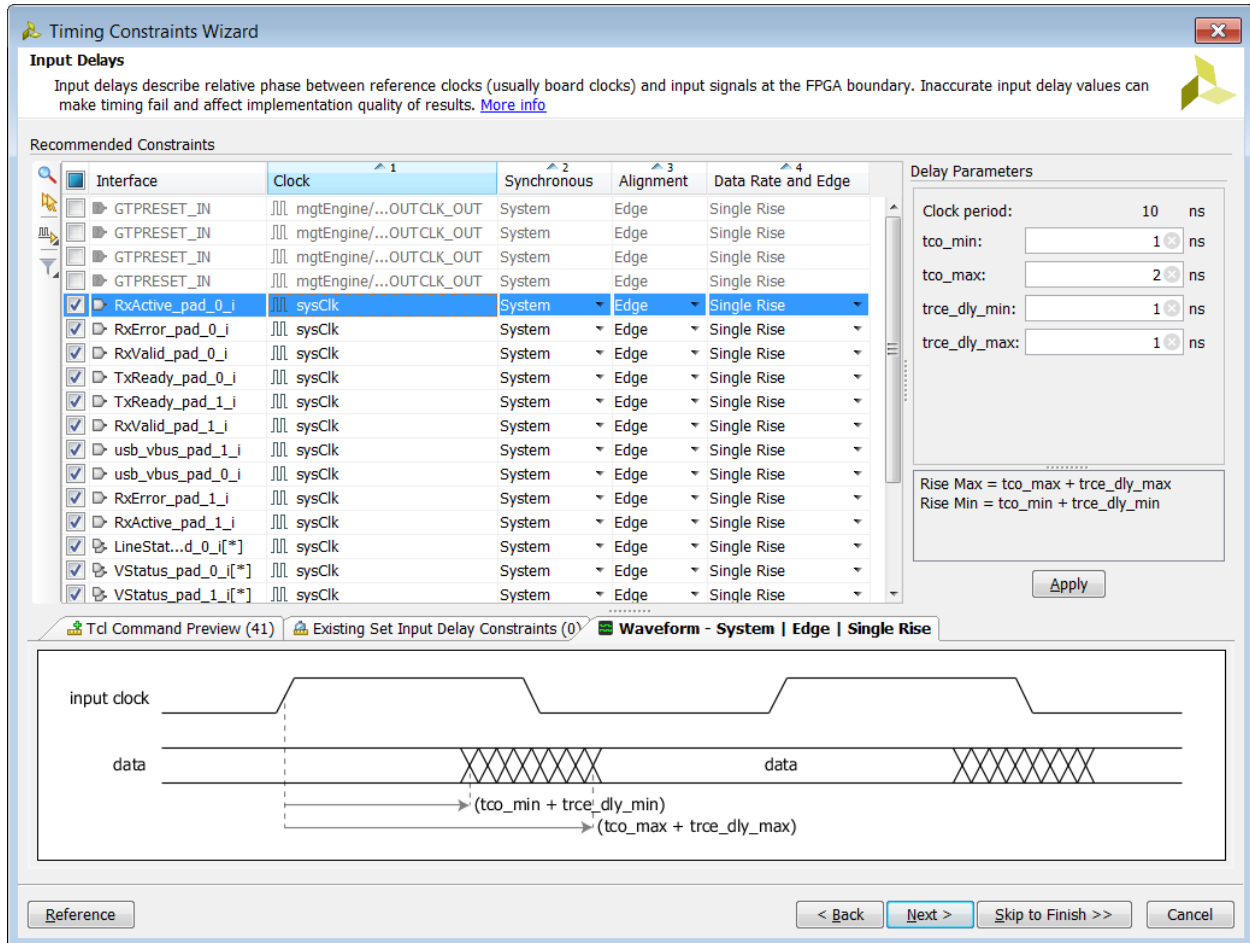 Timing Constraints Wizard
Input Delays
Input delays describe relative phase between reference clocks (usually board clocks) and input signals at the FPGA boundary. Inaccurate input delay values can
make timing fail and affect implementation quality of results. More info
Recommended Constraints
Interface Clock 1 Synchronous 2 Alignment 3 Data Rate and Edge 4
GTPRESET_IN mgtEngine/...OUTCLK_OUT System Edge Single Rise
GTPRESET_IN mgtEngine/...OUTCLK_OUT System Edge Single Rise
GTPRESET_IN mgtEngine/...OUTCLK_OUT System Edge Single Rise
GTPRESET_IN mgtEngine/...OUTCLK_OUT System Edge Single Rise
RxActive_pad_0_i sysClk System Edge Single Rise
RxError_pad_0_i sysClk System Edge Single Rise
RxValid_pad_0_i sysClk System Edge Single Rise
TxReady_pad_0_i sysClk System Edge Single Rise
TxReady_pad_1_i sysClk System Edge Single Rise
RxValid_pad_1_i sysClk System Edge Single Rise
usb_vbus_pad_1_i sysClk System Edge Single Rise
usb_vbus_pad_0_i sysClk System Edge Single Rise
RxError_pad_1_i sysClk System Edge Single Rise
RxActive_pad_1_i sysClk System Edge Single Rise
LineStat...d_0_i[*] sysClk System Edge Single Rise
VStatus_pad_0_i[*] sysClk System Edge Single Rise
VStatus_pad_1_i[*] sysClk System Edge Single Rise
Delay Parameters
Clock period: 10 ns
tco_min: 1 ns
tco_max: 2 ns
trce_dly_min: 1 ns
trce_dly_max: 1 ns
Rise Max = tco_max + trce_dly_max
Rise Min = tco_min + trce_dly_min
Apply
Tcl Command Preview (41) Existing Set Input Delay Constraints (0) Waveform - System | Edge | Single Rise
input clock
data data
(tco_min + trce_dly_min)
(tco_max + trce_dly_max)
Reference < Back Next > Skip to Finish >> Cancel